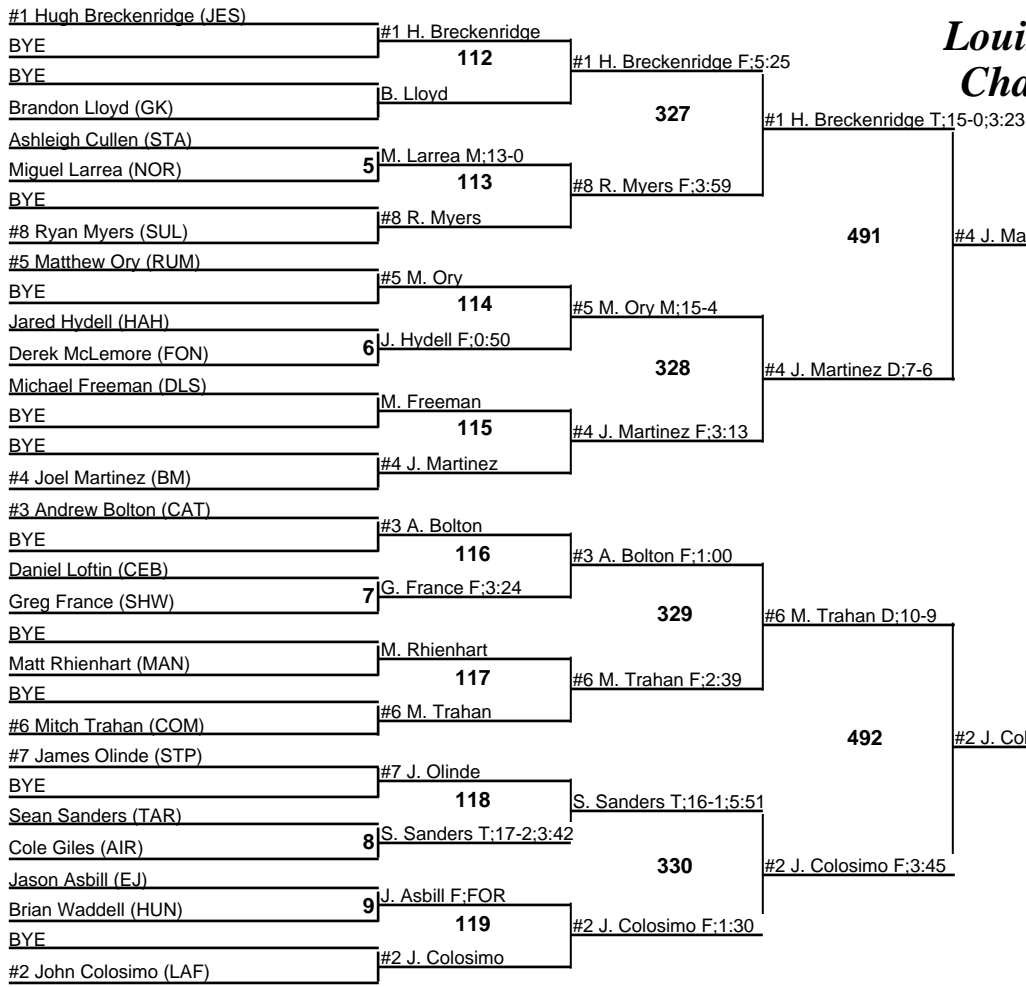 #1 Hugh Breckenridge (JES)
BYE
BYE
Brandon Lloyd (GK)
Ashleigh Cullen (STA)
Miguel Larrea (NOR)
BYE
#8 Ryan Myers (SUL)
#5 Matthew Ory (RUM)
BYE
Jared Hydell (HAH)
Derek McLemore (FON)
Michael Freeman (DLS)
BYE
BYE
#4 Joel Martinez (BM)
#3 Andrew Bolton (CAT)
BYE
Daniel Loftin (CEB)
Greg France (SHW)
BYE
Matt Rhienhart (MAN)
BYE
#6 Mitch Trahan (COM)
#7 James Olinde (STP)
BYE
Sean Sanders (TAR)
Cole Giles (AIR)
Jason Asbill (EJ)
Brian Waddell (HUN)
BYE
#2 John Colosimo (LAF)
5
6
7
8
9
#1 H. Breckenridge
112
B. Lloyd
M. Larrea M;13-0
113
#8 R. Myers
#5 M. Ory
114
J. Hydell F;0:50
M. Freeman
115
#4 J. Martinez
#3 A. Bolton
116
G. France F;3:24
M. Rhienhart
117
#6 M. Trahan
#7 J. Olinde
118
S. Sanders T;17-2;3:42
J. Asbill F;FOR
119
#2 J. Colosimo
#1 H. Breckenridge F;5:25
327
#8 R. Myers F;3:59
#5 M. Ory M;15-4
328
#4 J. Martinez F;3:13
#3 A. Bolton F;1:00
329
#6 M. Trahan F;2:39
S. Sanders T;16-1;5:51
330
#2 J. Colosimo F;1:30
#1 H. Breckenridge T;15-0;3:23
491
#4 J. Martinez D;7-6
#6 M. Trahan D;10-9
492
#2 J. Colosimo F;3:45
#4 J. Ma
#2 J. Col
Loui
Cha